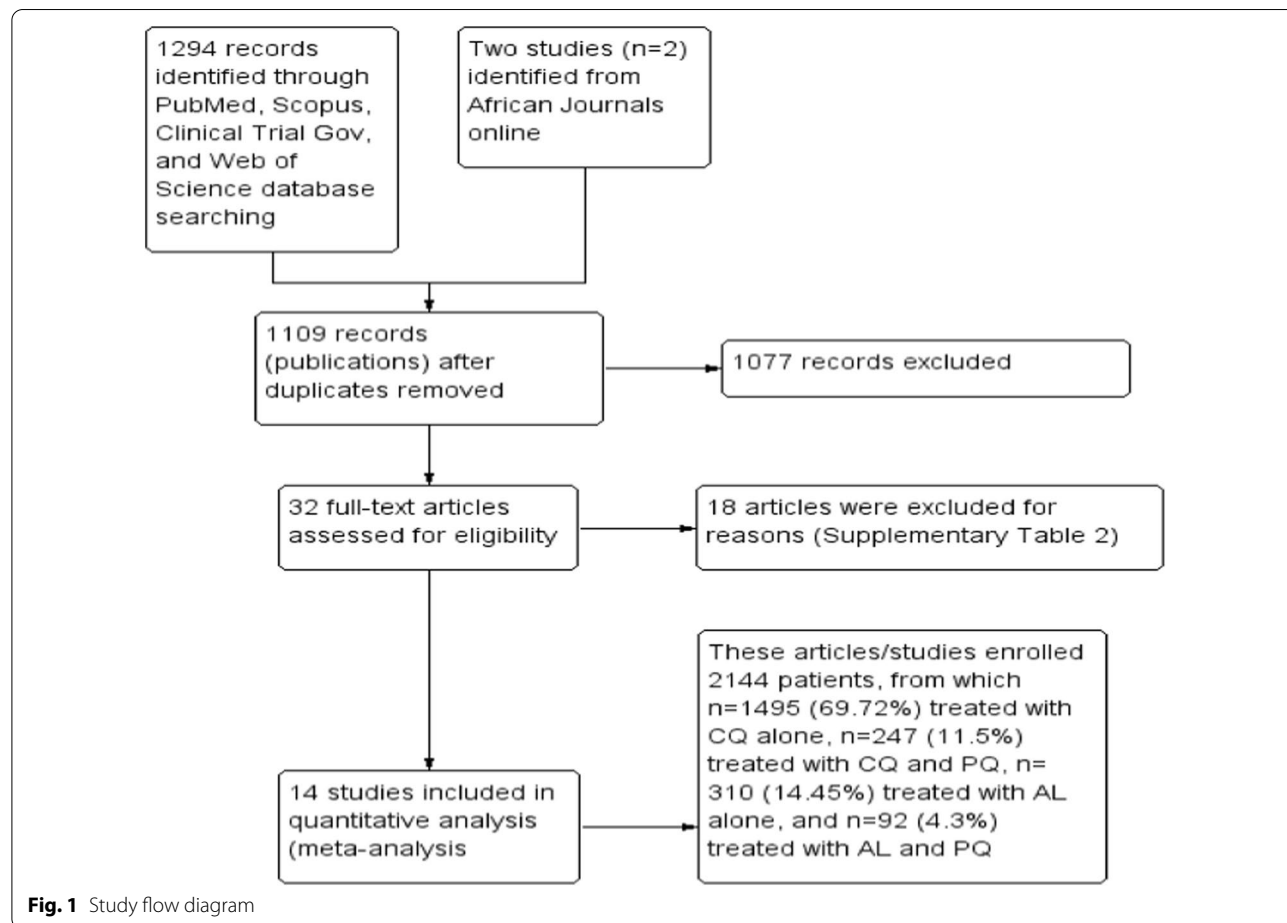 1294 records
identified through
PubMed, Scopus,
Clinical Trial Gov,
and Web of
Science database
searching
Two studies (n=2)
identified from
African Journals
online
1109 records
(publications) after
duplicates removed
1077 records excluded
32 full-text articles
assessed for eligibility
18 articles were excluded for
reasons (Supplementary Table 2)
14 studies included in
quantitative analysis
(meta-analysis
These articles/studies enrolled
2144 patients, from which
n=1495 (69.72%) treated with
CQ alone, n=247 (11.5%)
treated with CQ and PQ, n=
310 (14.45%) treated with AL
alone, and n=92 (4.3%)
treated with AL and PQ
Fig. 1 Study flow diagram